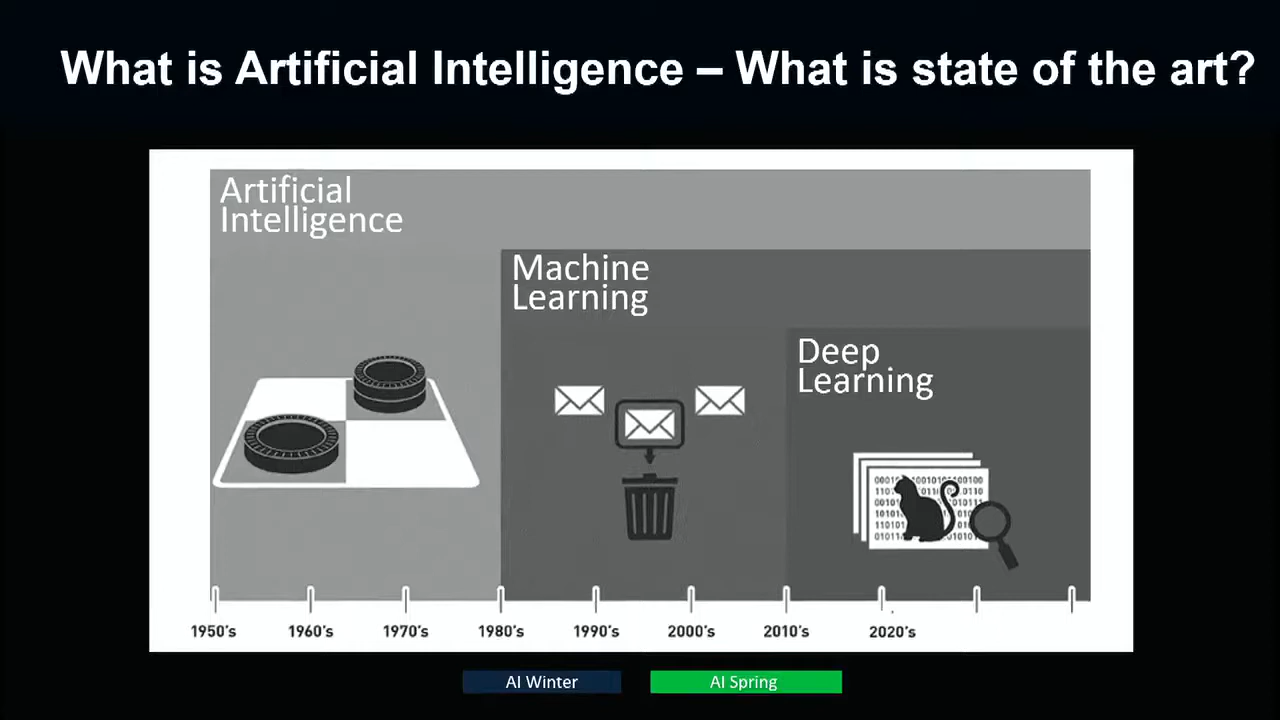 What is Artificial Intelligence – What is state of the art?
Artificial
Intelligence
Machine
Learning
Deep
Learning
1950's
1960's
1970's
1980's
1990's
2000's
2010's
2020's
AI Winter
AI Spring